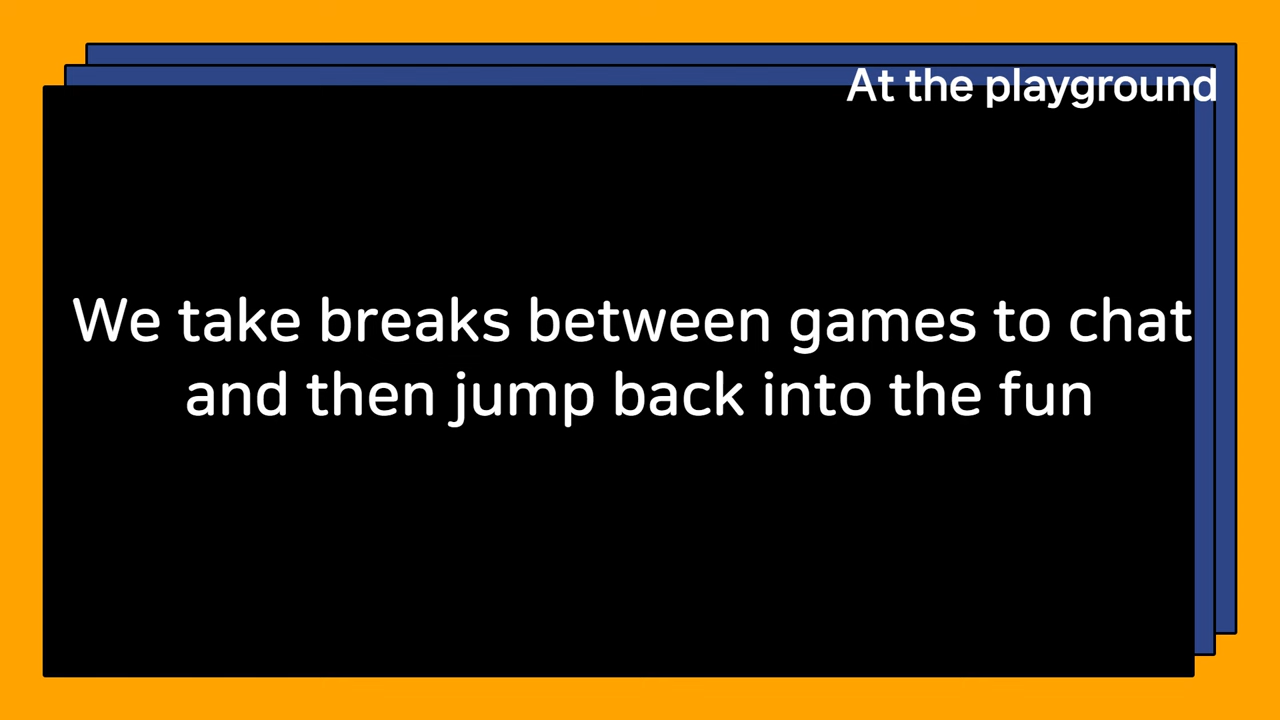 At the playground
We take breaks between games to chat
and then jump back into the fun